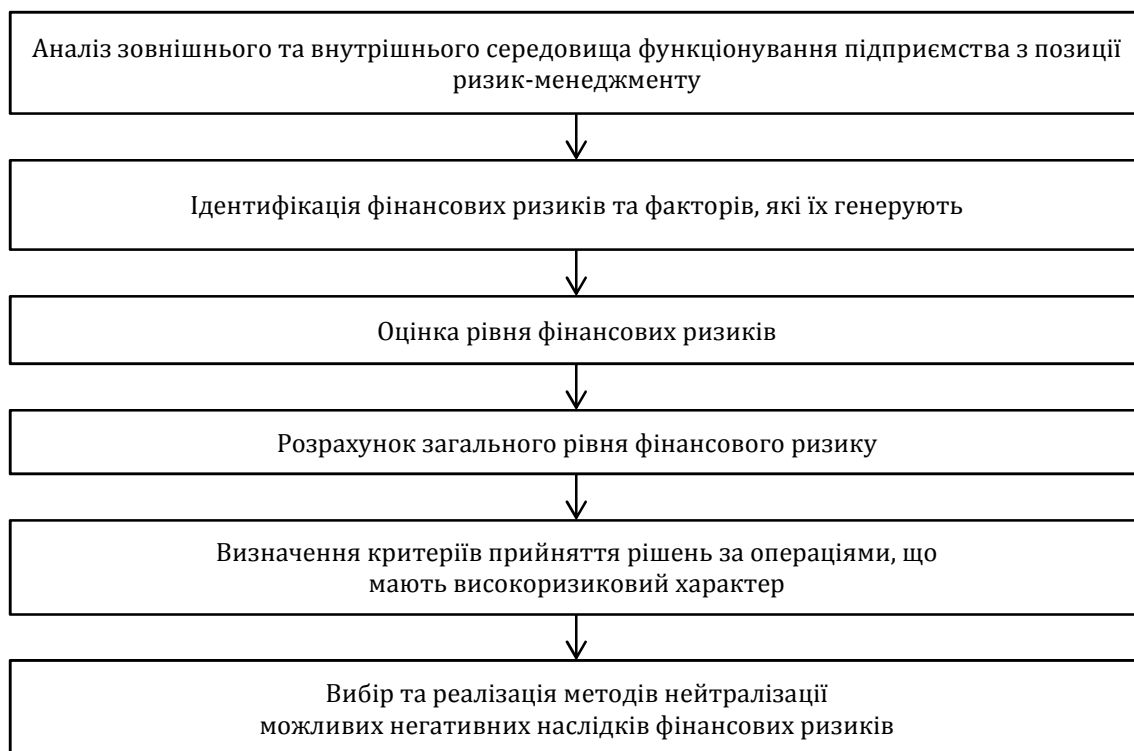 Аналіз зовнішнього та внутрішнього середовища функціонування підприємства з позиції
ризик-менеджменту
Ідентифікація фінансових ризиків та факторів, які їх генерують
Оцінка рівня фінансових ризиків
Розрахунок загального рівня фінансового ризику
Визначення критеріїв прийняття рішень за операціями, що
мають високоризиковий характер
Вибір та реалізація методів нейтралізації
можливих негативних наслідків фінансових ризиків